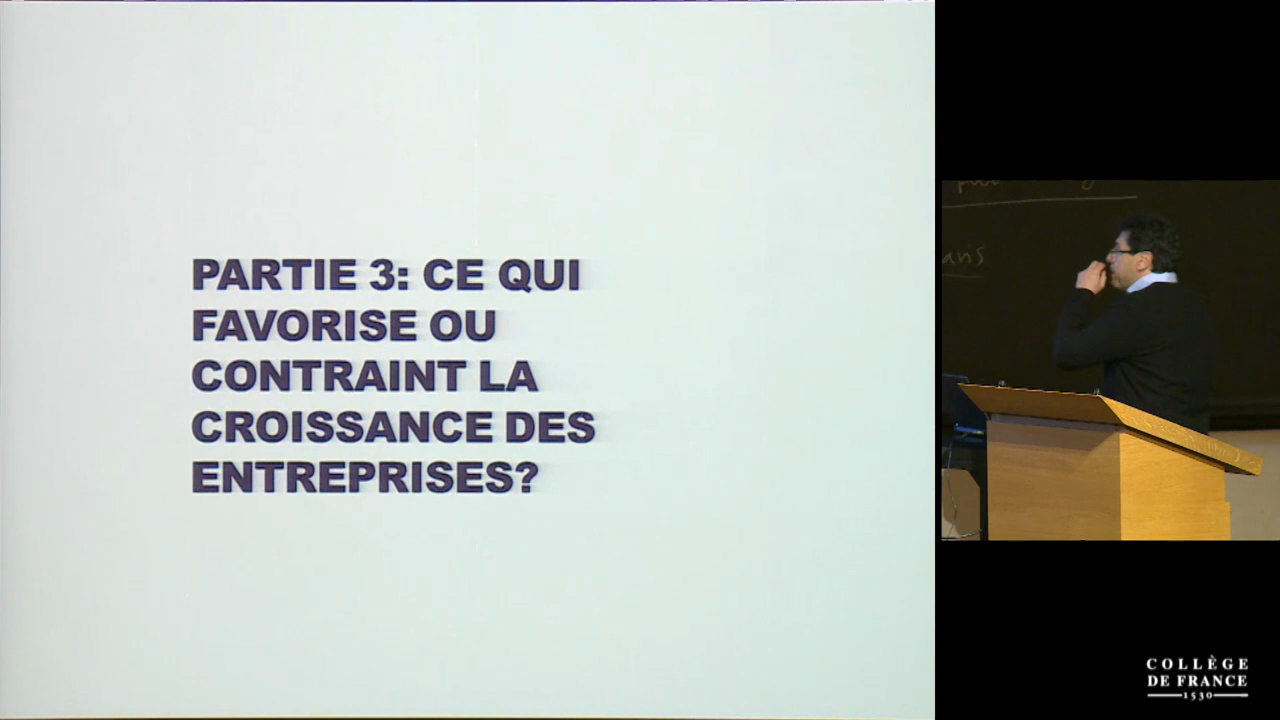 PARTIE 3: CE QUI
FAVORISE OU
CONTRAINT LA
CROISSANCE DES
ENTREPRISES?
COLLÈGE
DE FRANCE
1530